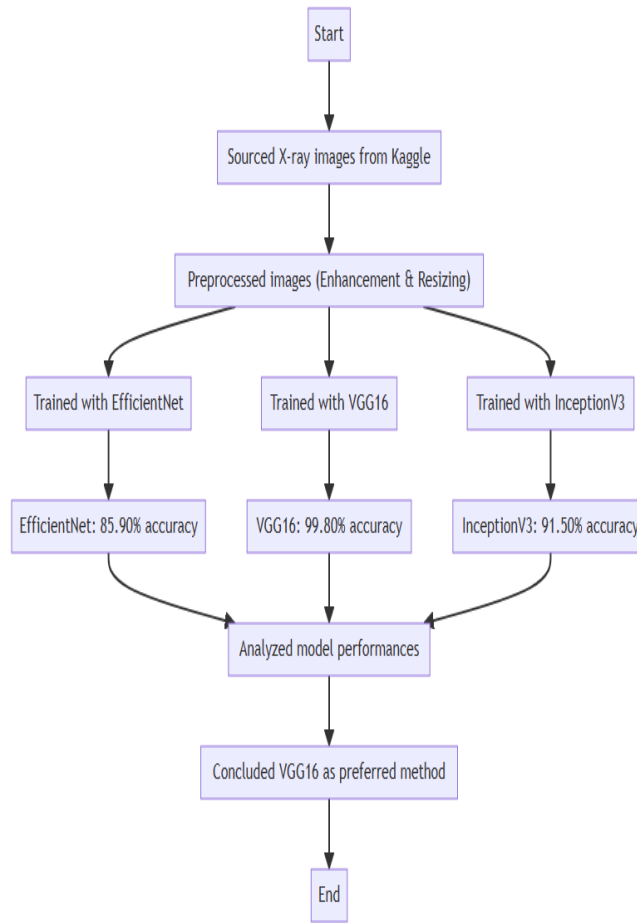 Start
Sourced X-ray images from Kaggle
Preprocessed images (Enhancement & Resizing)
Trained with EfficientNet
Trained with VGG16
Trained with InceptionV3
EfficientNet: 85.90% accuracy
VGG16: 99.80% accuracy
InceptionV3: 91.50% accuracy
Analyzed model performances
Concluded VGG16 as preferred method
End